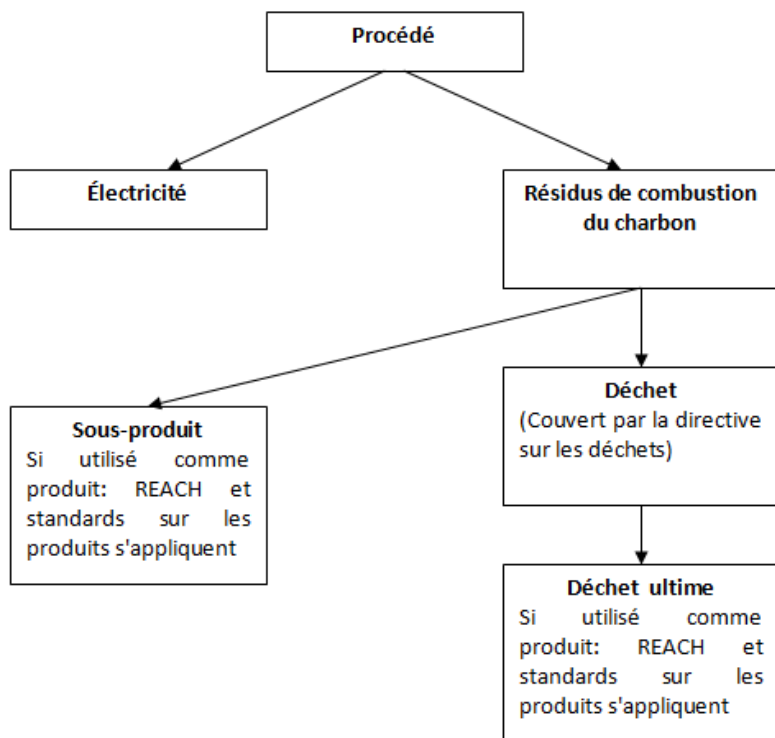 Procédé
Électricité
Résidus de combustion
du charbon
Sous-produit
Si utilisé comme
produit: REACH et
standards sur les
produits s'appliquent
Déchet
(Couvert par la directive
sur les déchets)
Déchet ultime
Si utilisé comme
produit: REACH et
standards sur les
produits s'appliquent